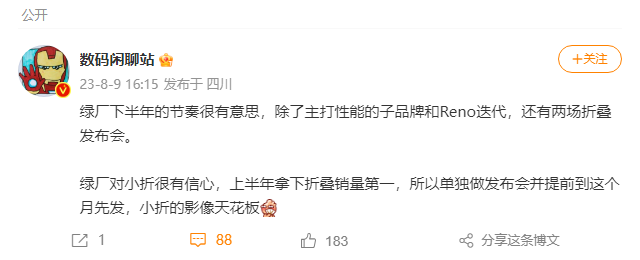 公开
数码闲聊站
+关注
23-8-9 16:15 发布于 四川
绿厂下半年的节奏很有意思，除了主打性能的子品牌和Reno迭代，还有两场折叠
发布会。
绿厂对小折很有信心，上半年拿下折叠销量第一，所以单独做发布会并提前到这个
月先发，小折的影像天花板
1 88 183 分享这条博文